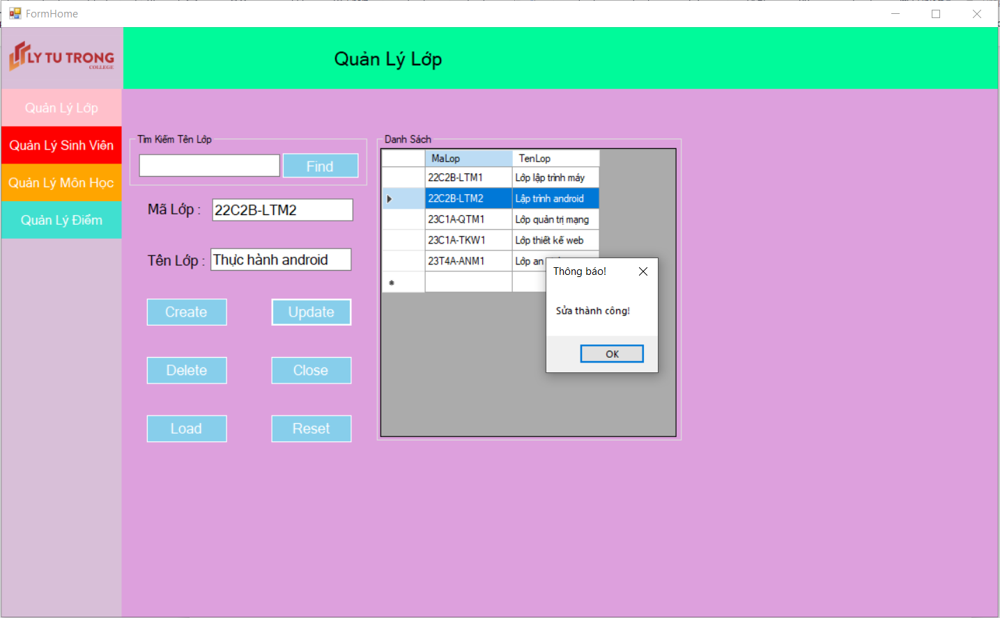 FormHome
LY TU TRONG
COLLEGE
Quản Lý Lớp
Quản Lý Lớp
Quản Lý Sinh Viên
Quản Lý Môn Học
Quản Lý Điểm
Tìm Kiếm Tên Lớp
Find
Mã Lớp :
22C2B-LTM2
Tên Lớp :
Thực hành android
Create
Update
Delete
Close
Load
Reset
Danh Sách
MaLop TenLop
22C2B-LTM1 Lớp lập trình máy
22C2B-LTM2 Lập trình android
23C1A-QTM1 Lớp quản trị mạng
23C1A-TKW1 Lớp thiết kế web
23T4A-ANM1 Lớp an
Thông báo!
Sửa thành công!
OK